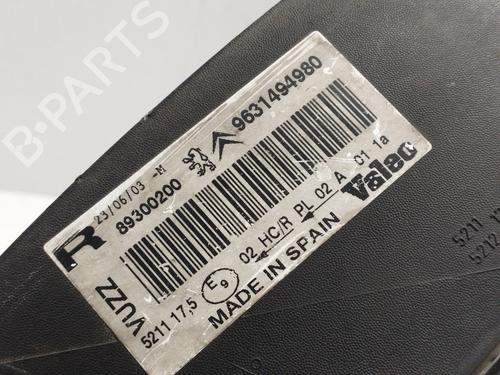 B-PARTS
23/06/03 -M
9631494980
R 89300200
VUZZ
02 HC/R PL 02 A 01 1a
5211 17,5 E9 MADE IN SPAIN Valeo
5211
5212